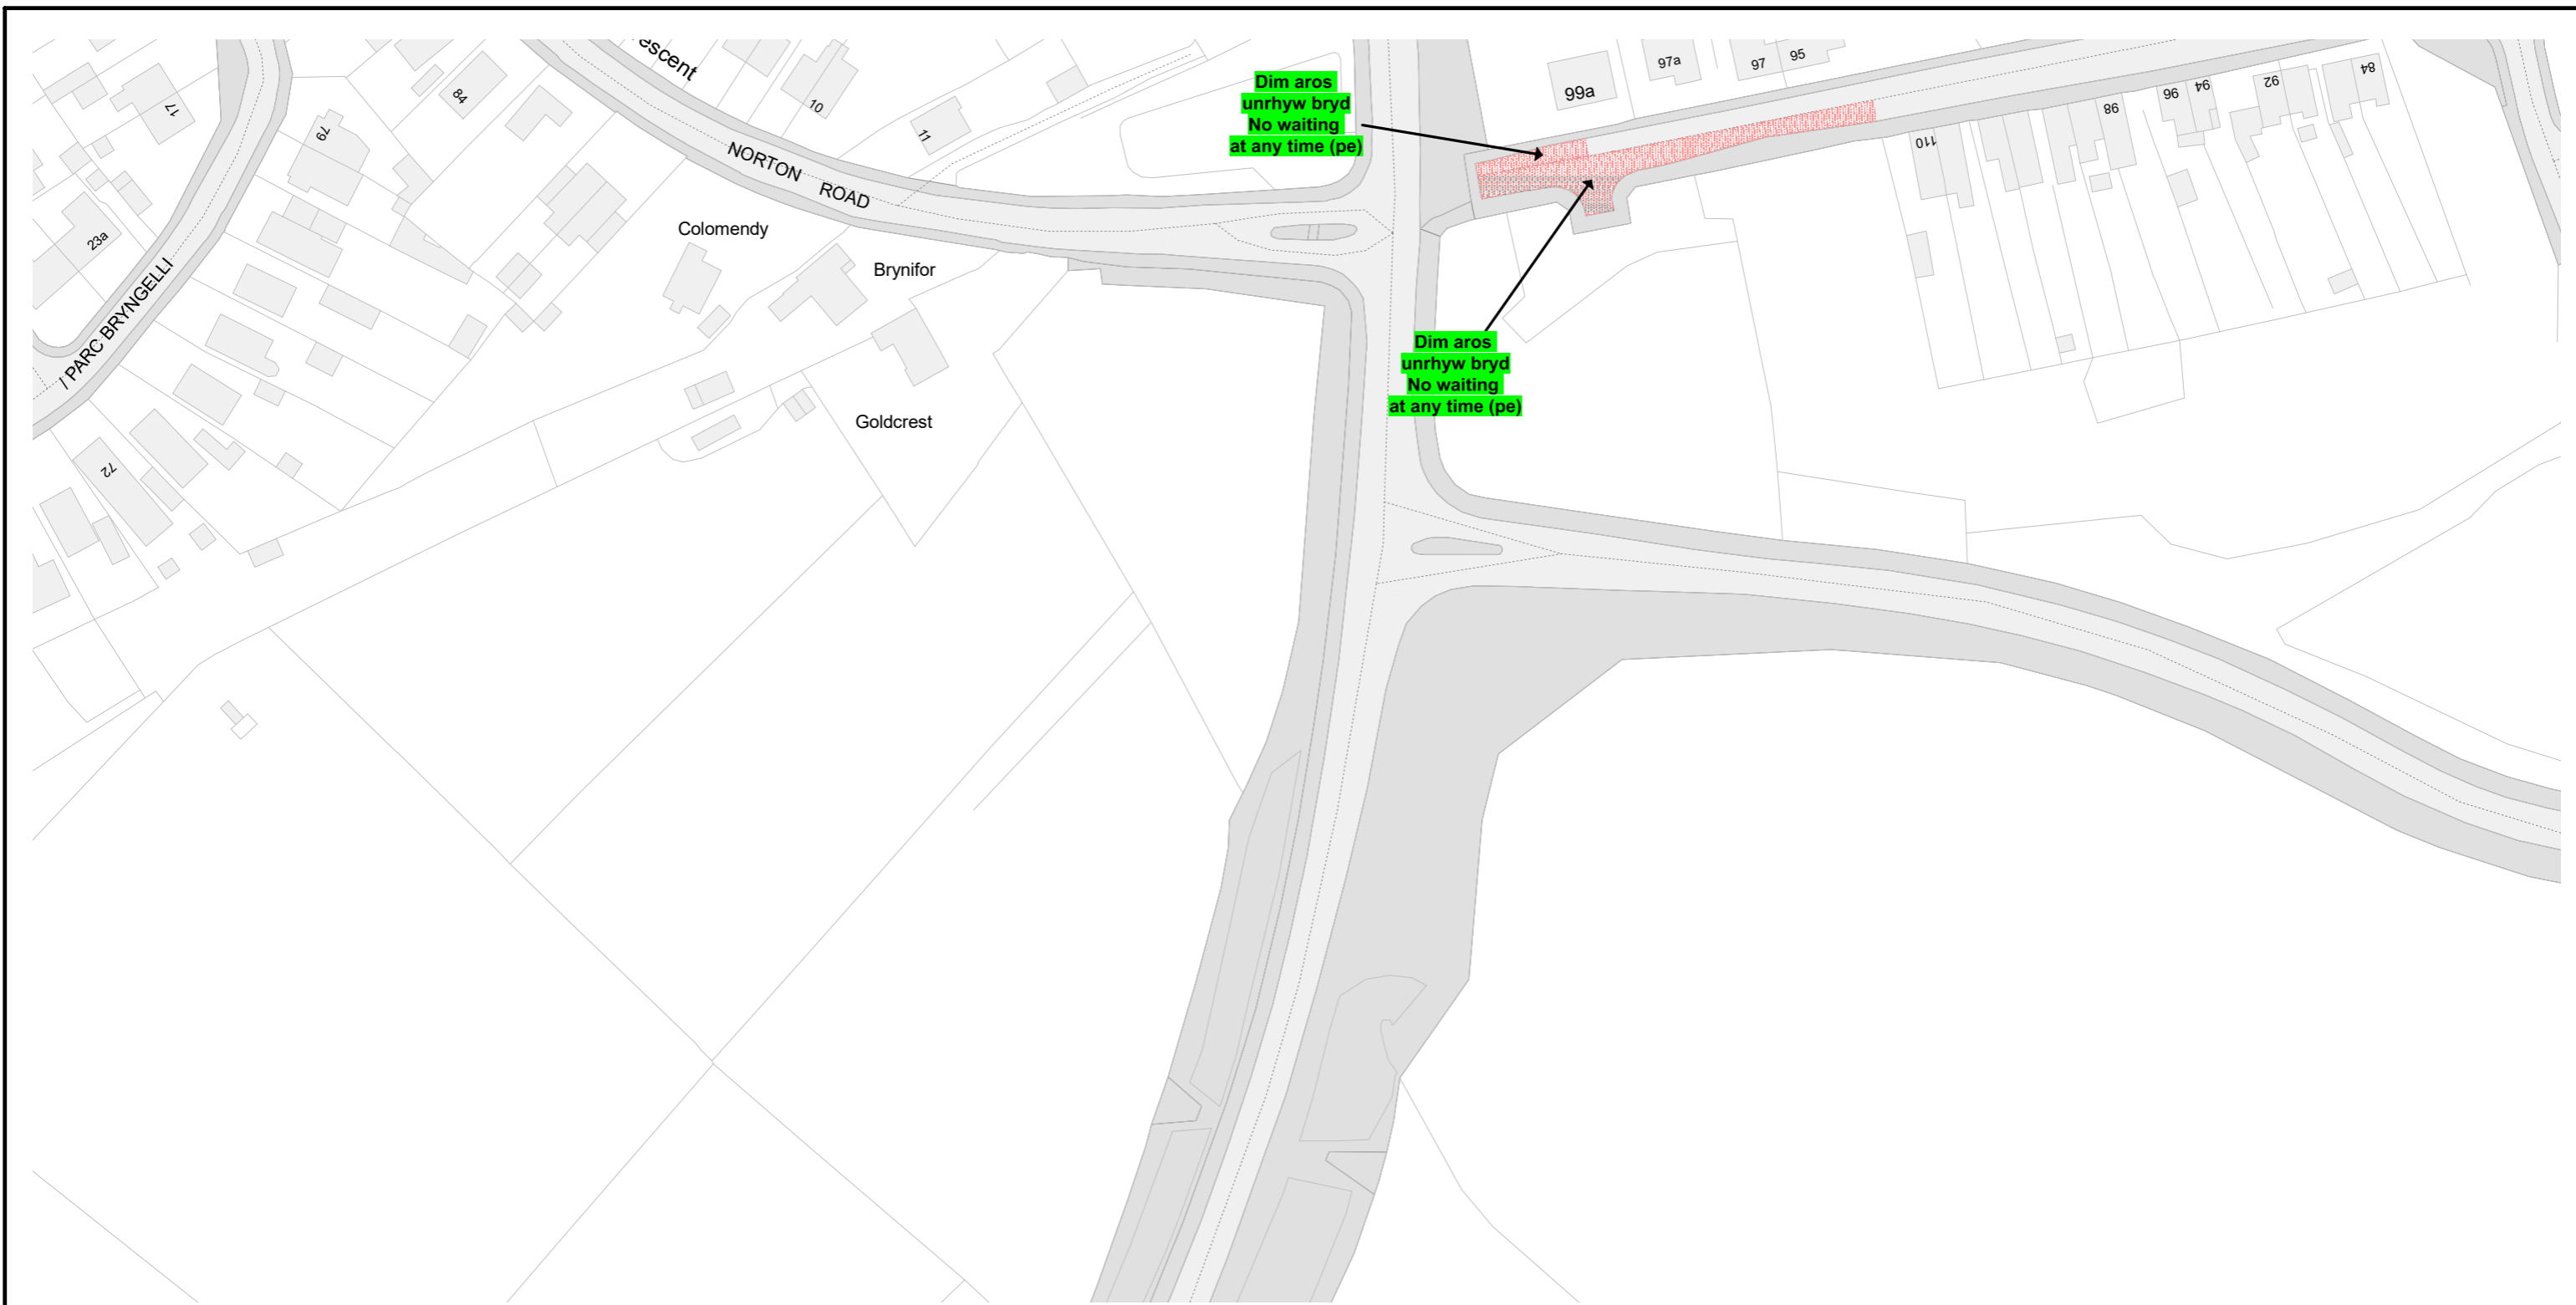 escent
99a
97a
97
95
84
92
94
96
98
110
Dim aros
unrhyw bryd
No waiting
at any time (pe)
17
84
10
11
79
NORTON ROAD
23a
Colomendy
Brynifor
/ PARC BRYNGELLI
Dim aros
unrhyw bryd
No waiting
at any time (pe)
Goldcrest
72